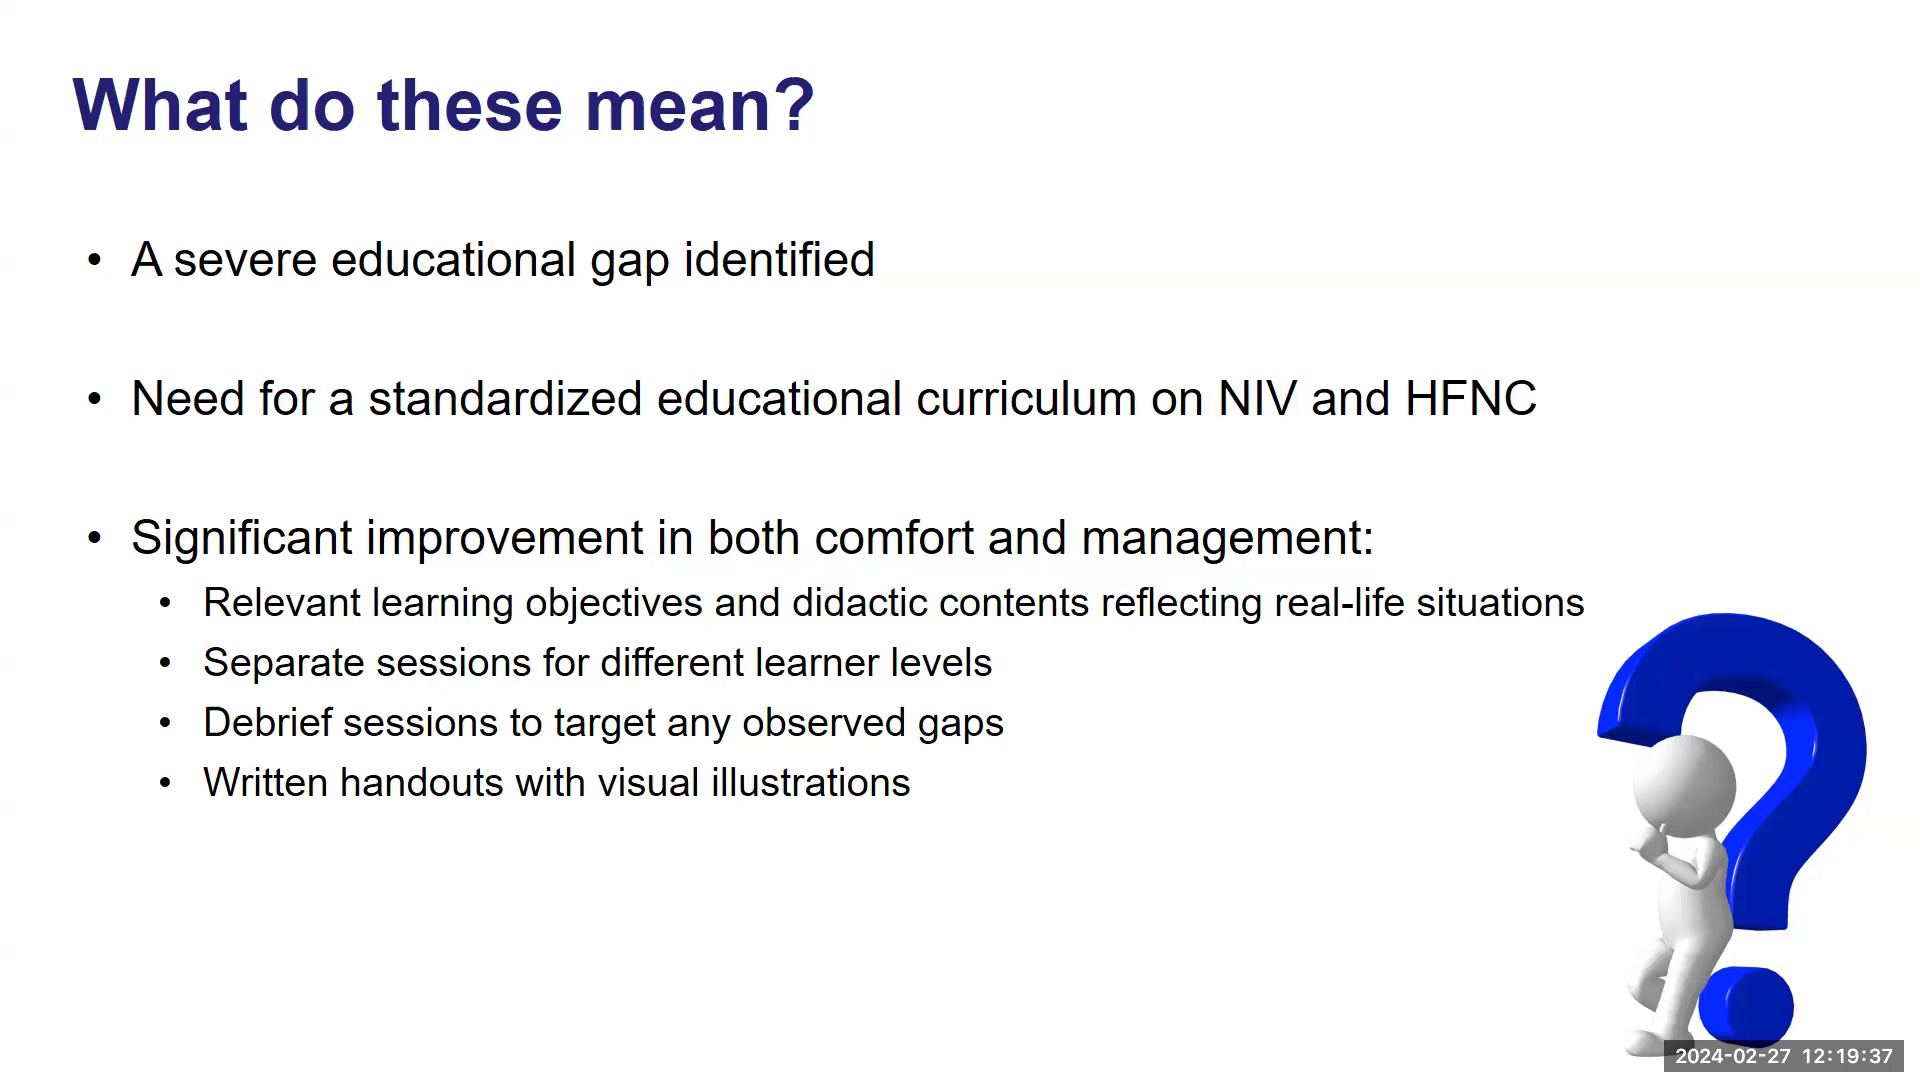 What do these mean?
• A severe educational gap identified
• Need for a standardized educational curriculum on NIV and HFNC
• Significant improvement in both comfort and management:
• Relevant learning objectives and didactic contents reflecting real-life situations
• Separate sessions for different learner levels
• Debrief sessions to target any observed gaps
• Written handouts with visual illustrations
2024-02-27 12:19:37